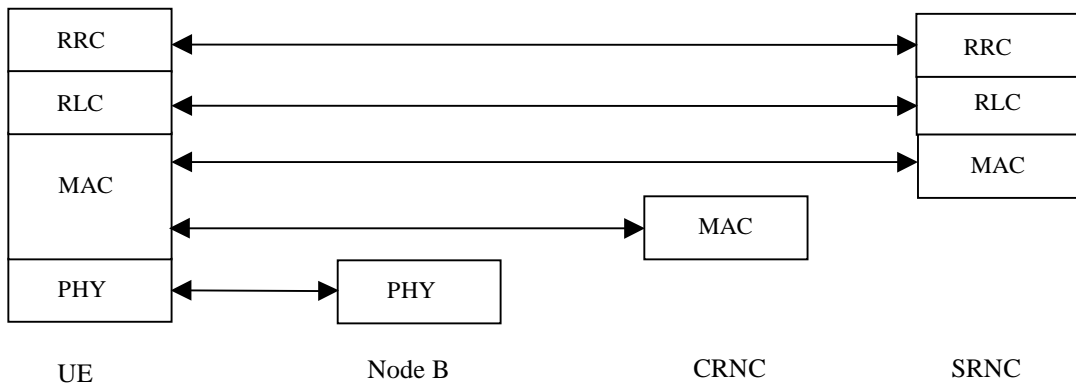 RRC
RRC
RLC
RLC
MAC
MAC
MAC
PHY
PHY
UE
Node B
CRNC
SRNC